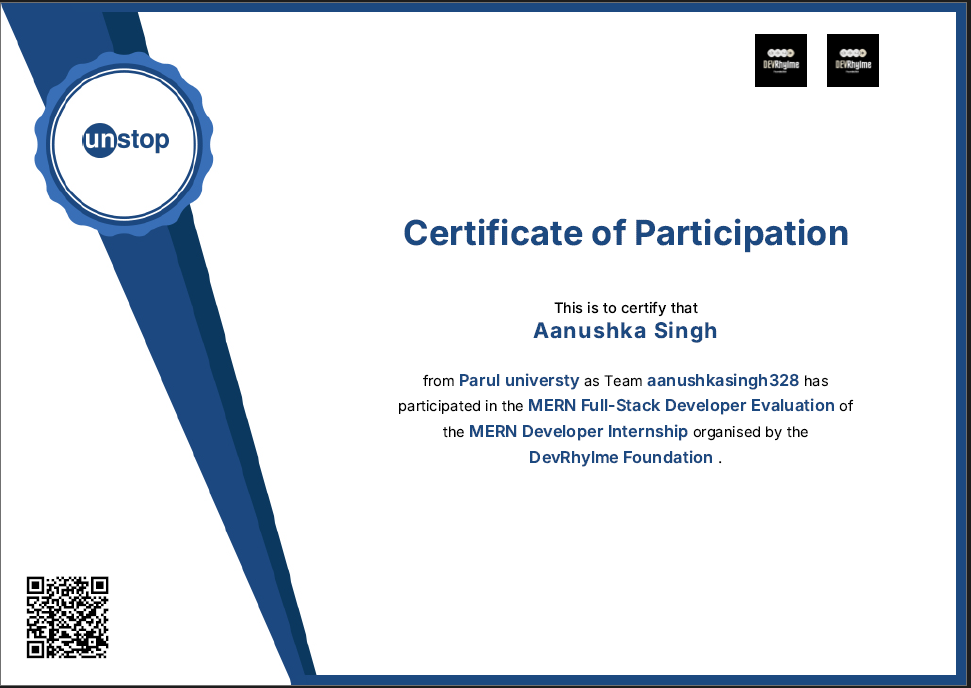 DEVRhylme
DEVRhylme
unstop
Certificate of Participation
This is to certify that
Aanushka Singh
from Parul universty as Team aanushkasingh328 has
participated in the MERN Full-Stack Developer Evaluation of
the MERN Developer Internship organised by the
DevRhylme Foundation .